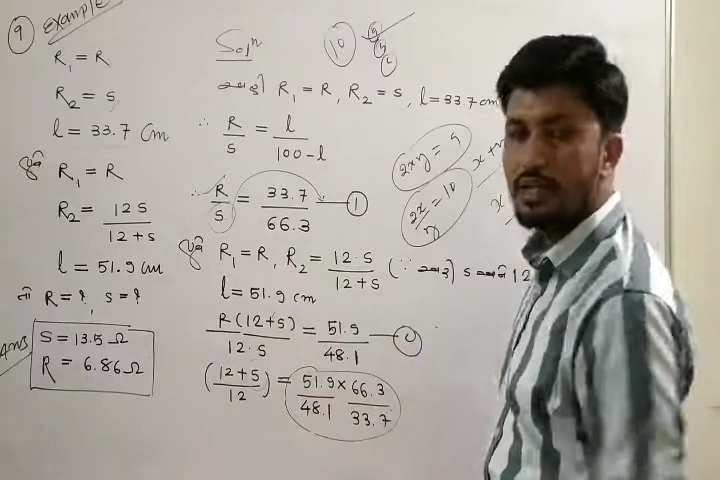 9 Example
R₁ = R
R₂ = S
l = 33.7 Cm
R₁ = R
R₂ = 12 S / 12 + S
l = 51.9 cm
તો R = ?, S = ?
Ans
S = 13.5 Ω
R = 6.86 Ω
Solⁿ
R₁ = R, R₂ = S, l = 33.7 cm
∴ R/S = l / 100 - l
∴ R/S = 33.7 / 66.3 —— 1
R₁ = R, R₂ = 12 · S / 12 + S (∵ S 12
l = 51.9 cm
R (12 + S) / 12 · S = 51.9 / 48.1 —— 2
(12 + S / 12) = 51.9 / 48.1 × 66.3 / 33.7
10
2xy = 5
2x/y = 10
x